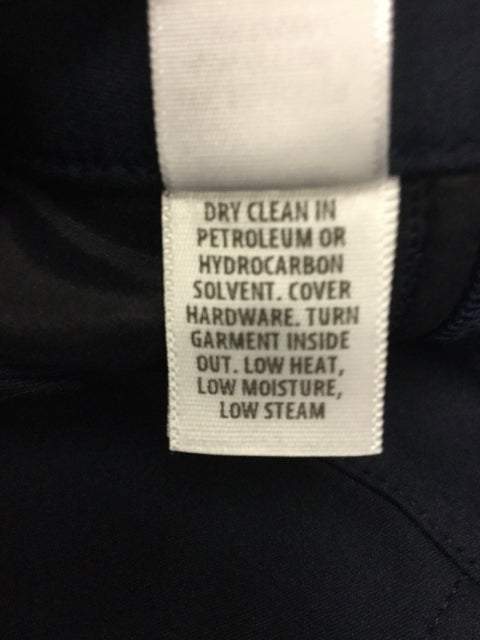 DRY CLEAN IN
PETROLEUM OR
HYDROCARBON
SOLVENT. COVER
HARDWARE. TURN
GARMENT INSIDE
OUT. LOW HEAT,
LOW MOISTURE,
LOW STEAM